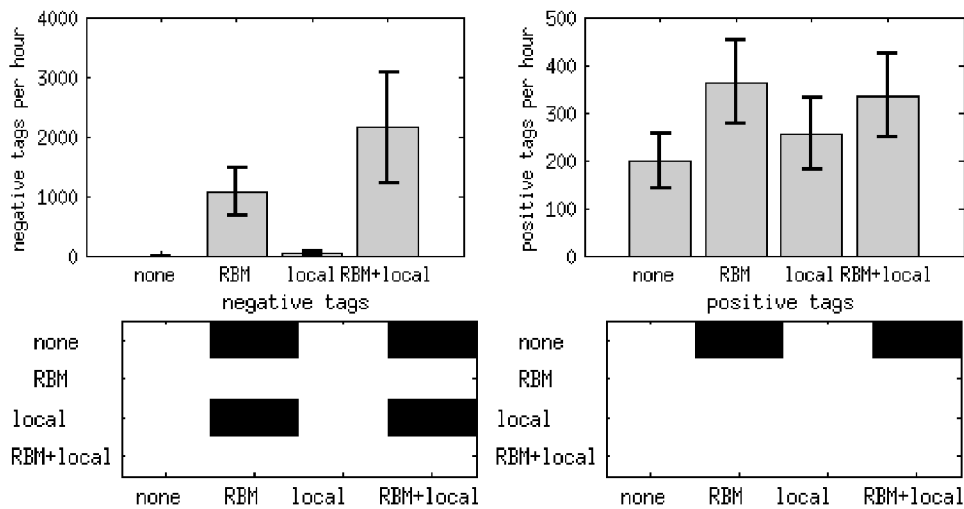 negative tags per hour
4000
3000
2000
1000
0
none RBM local RBM+local
positive tags per hour
500
400
300
200
100
0
none RBM local RBM+local
negative tags
none
RBM
local
RBM+local
none RBM local RBM+local
positive tags
none
RBM
local
RBM+local
none RBM local RBM+local